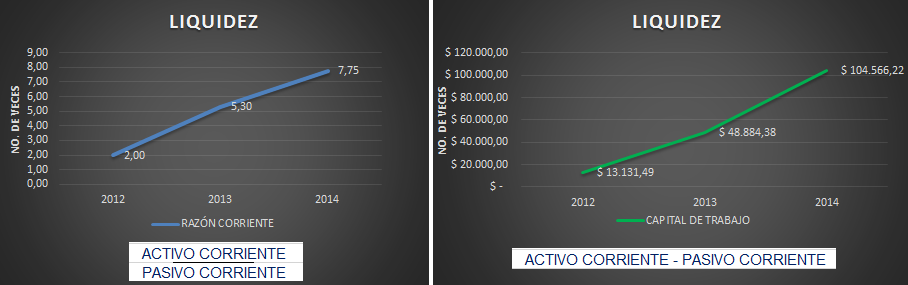 LIQUIDEZ
9,00
8,00
7,00
6,00
5,00
4,00
3,00
2,00
1,00
0,00
NO. DE VECES
2,00
5,30
7,75
2012 2013 2014
RAZÓN CORRIENTE
ACTIVO CORRIENTE
PASIVO CORRIENTE
LIQUIDEZ
$ 120.000,00
$ 100.000,00
$ 80.000,00
$ 60.000,00
$ 40.000,00
$ 20.000,00
$ -
NO. DE VECES
$ 13.131,49
$ 48.884,38
$ 104.566,22
2012 2013 2014
CAPITAL DE TRABAJO
ACTIVO CORRIENTE - PASIVO CORRIENTE